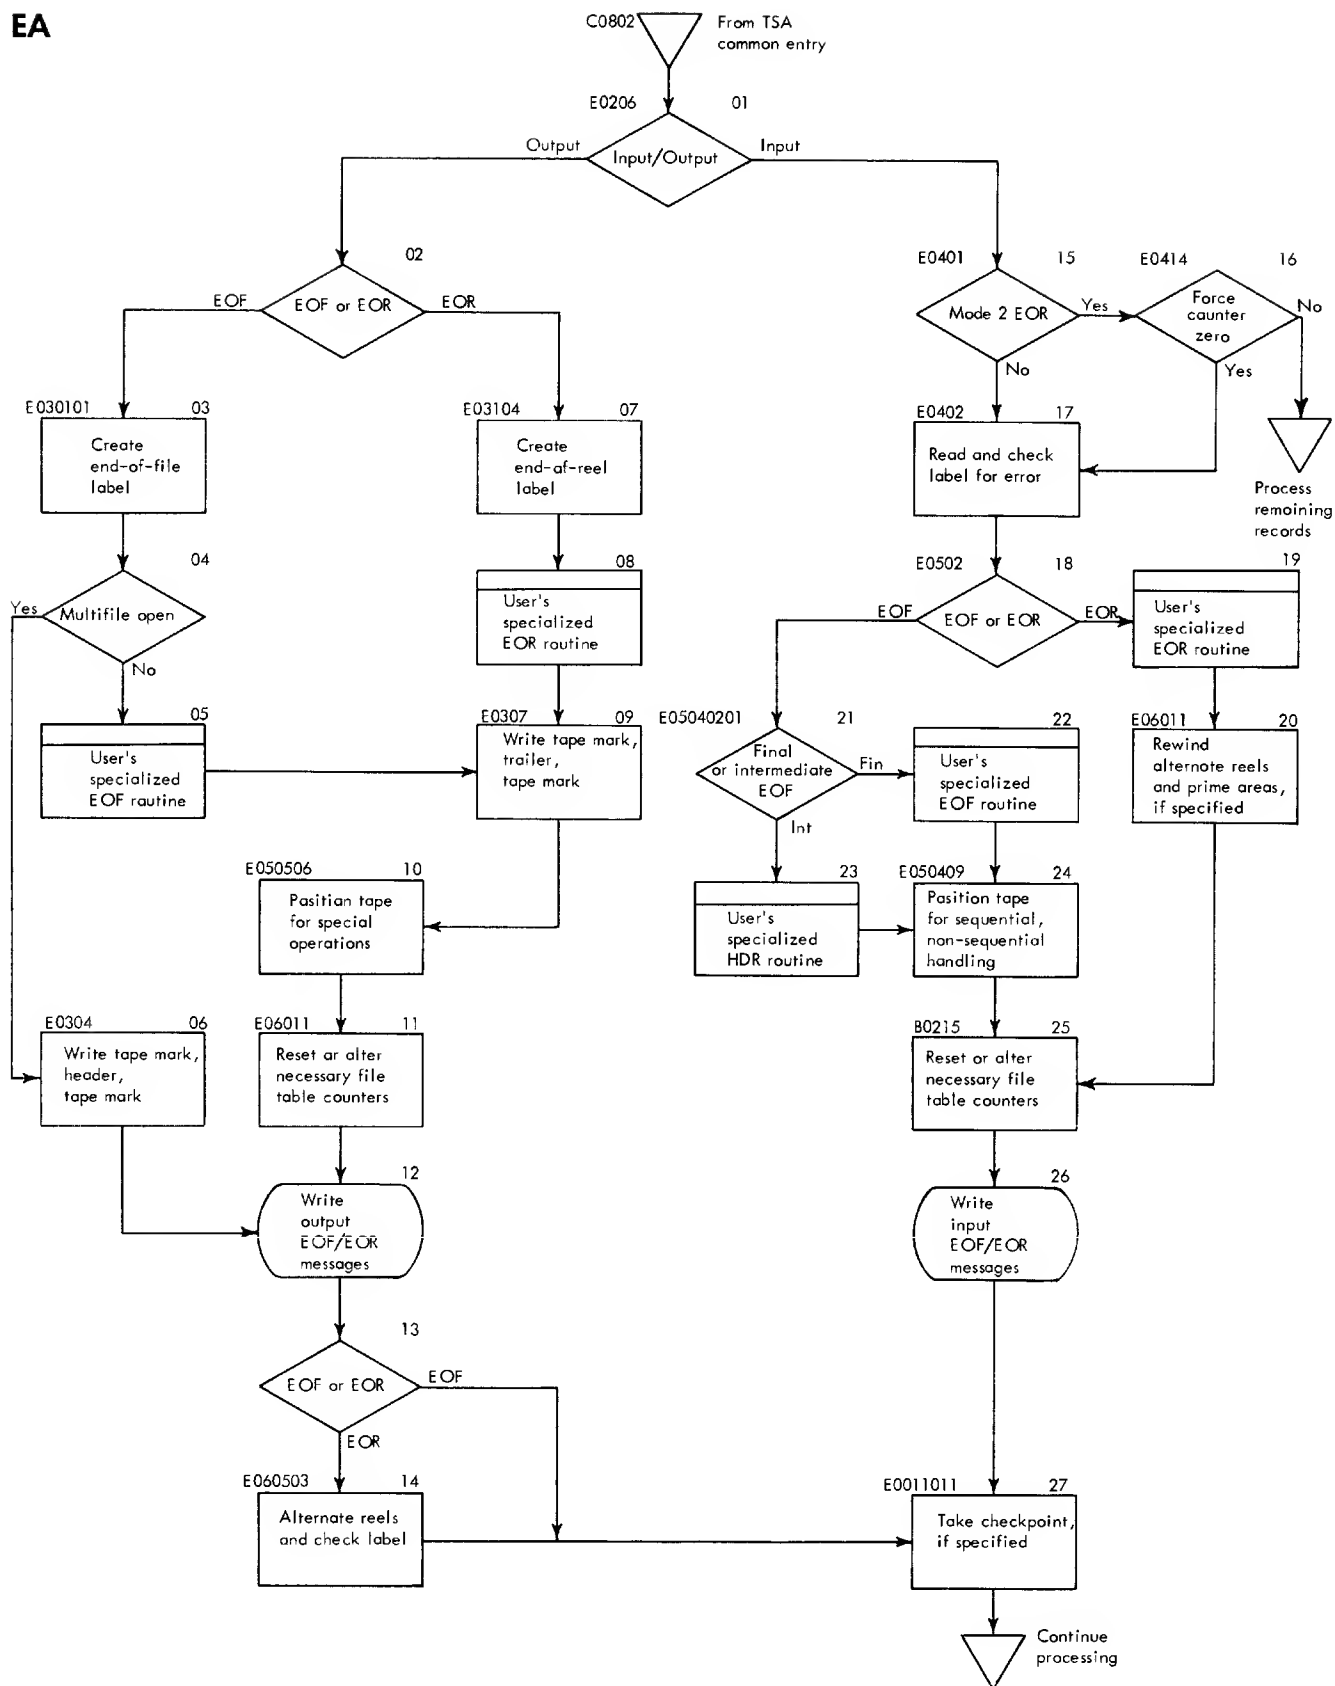 EA
C0802
From TSA
common entry
E0206
01
Output
Input/Output
Input
02
EOF
EOF or EOR
EOR
E0401
15
Mode 2 EOR
Yes
No
E0414
16
Force
counter
zero
No
Yes
E030101
03
Create
end-of-file
label
E03104
07
Create
end-af-reel
label
E0402
17
Read and check
label for error
Process
remaining
records
04
Yes
Multifile open
No
08
User's
specialized
EOR routine
E0502
18
EOF
EOF or EOR
EOR
19
User's
specialized
EOR routine
05
User's
specialized
EOF rautine
E0307
09
Write tape mark,
trailer,
tape mark
E05040201
21
Final
or intermediate
EOF
Fin
Int
22
User's
specialized
EOF routine
E06011
20
Rewind
alternate reels
and prime areas,
if specified
E050506
10
Pasitian tape
for special
operations
23
User's
specialized
HDR routine
E050409
24
Position tape
for sequential,
non-sequential
handling
E0304
06
Write tape mark,
header,
tape mark
E06011
11
Reset ar alter
necessary file
table counters
B0215
25
Reset or alter
necessary file
table counters
12
Write
output
EOF/EOR
messages
26
Write
input
EOF/EOR
messages
13
EOF or EOR
EOF
EOR
E060503
14
Alternate reels
and check label
E0011011
27
Take checkpoint,
if specified
Continue
processing